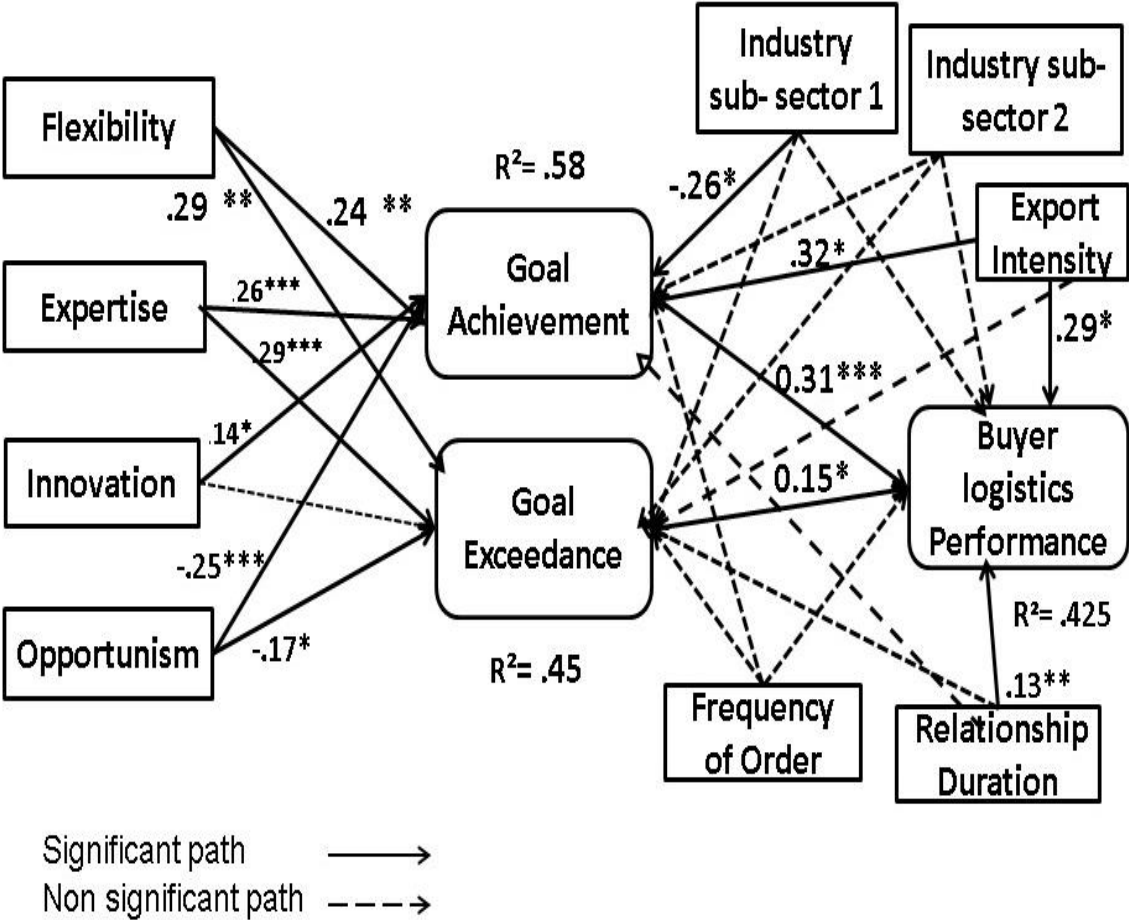 Industry
sub- sector 1
Industry sub-
sector 2
Flexibility
R²= .58
-.26*
.29 **
.24 **
Export
Intensity
Goal
Achievement
.32*
Expertise
.26***
.29***
.29*
0.31***
.14*
Innovation
Goal
Exceedance
0.15*
Buyer
logistics
Performance
-.25***
Opportunism
-.17*
R²= .45
R²= .425
.13**
Frequency
of Order
Relationship
Duration
Significant path
Non significant path